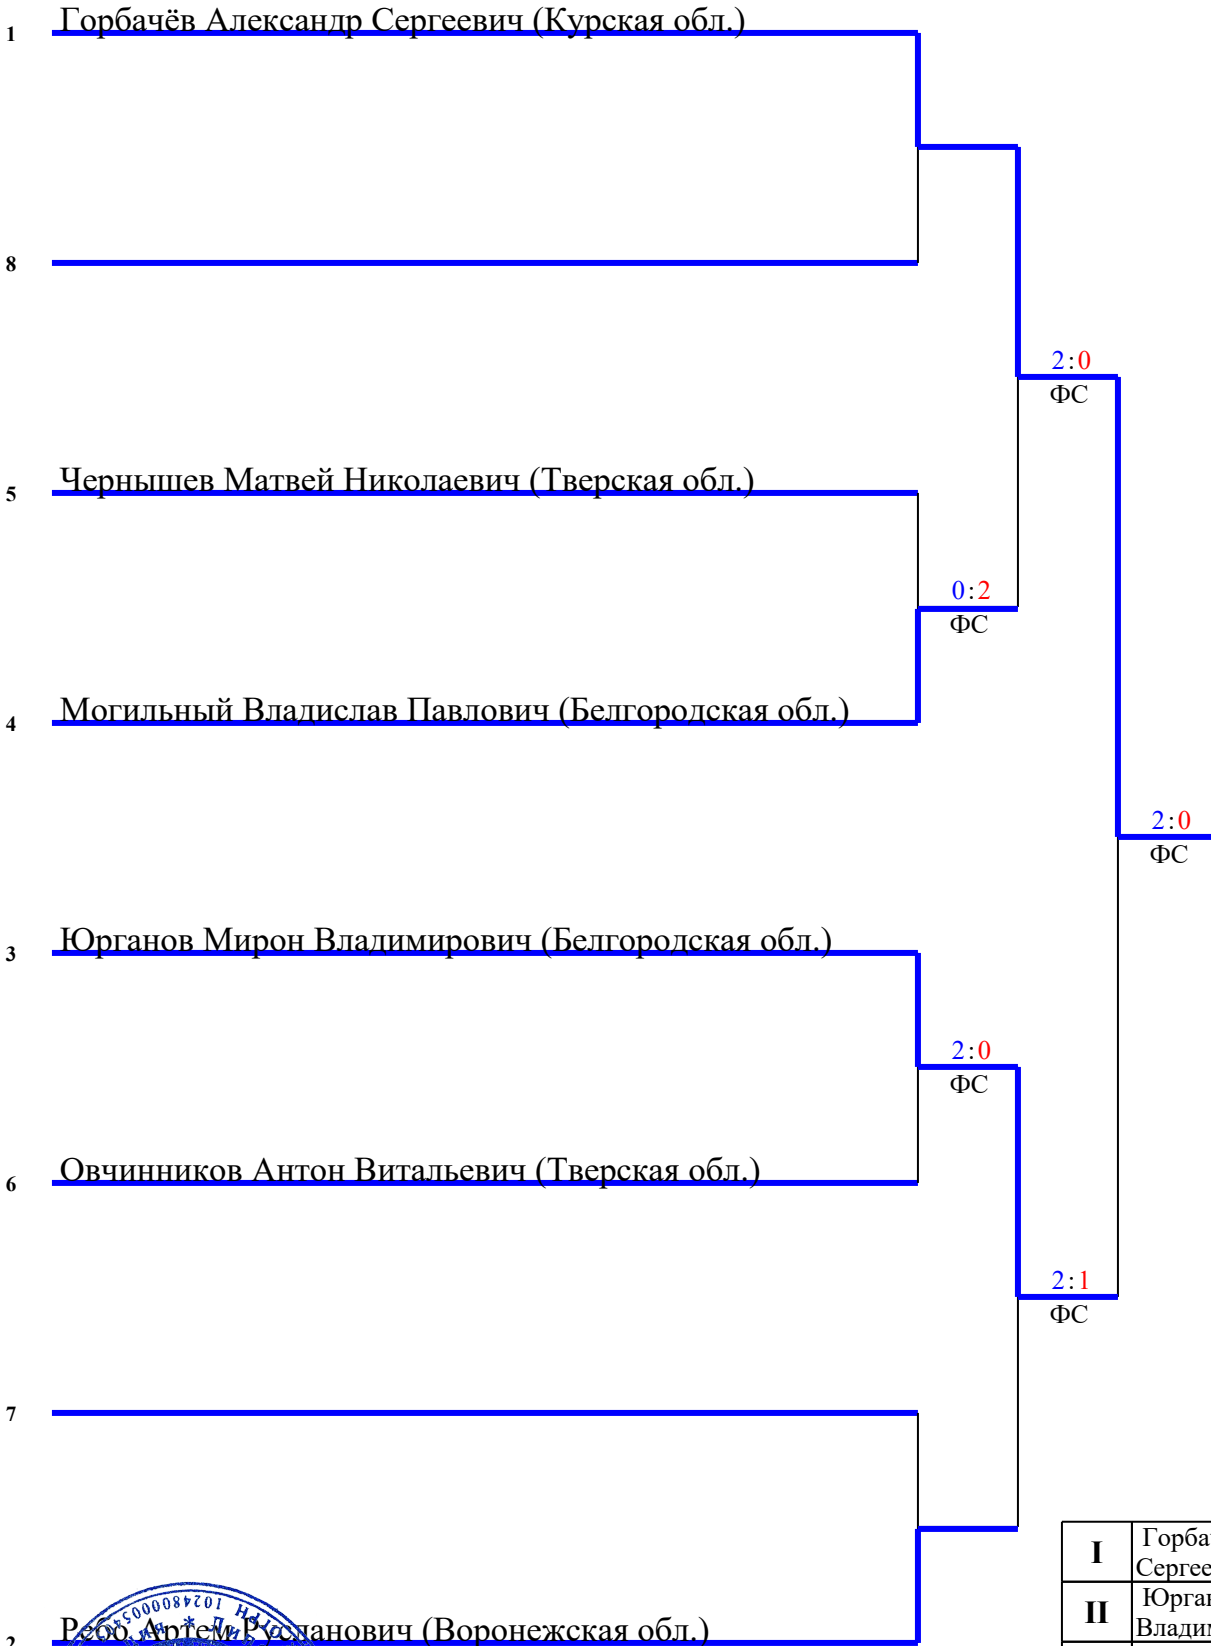 1 Горбачёв Александр Сергеевич (Курская обл.)
8
2:0
ФС
5 Чернышев Матвей Николаевич (Тверская обл.)
0:2
ФС
4 Могильный Владислав Павлович (Белгородская обл.)
2:0
ФС
3 Юрганов Мирон Владимирович (Белгородская обл.)
2:0
ФС
6 Овчинников Антон Витальевич (Тверская обл.)
2:1
ФС
7
I Горба
Сергее
II Юрган
Владим
ОГРН
2 Артем Русланович (Воронежская обл.)